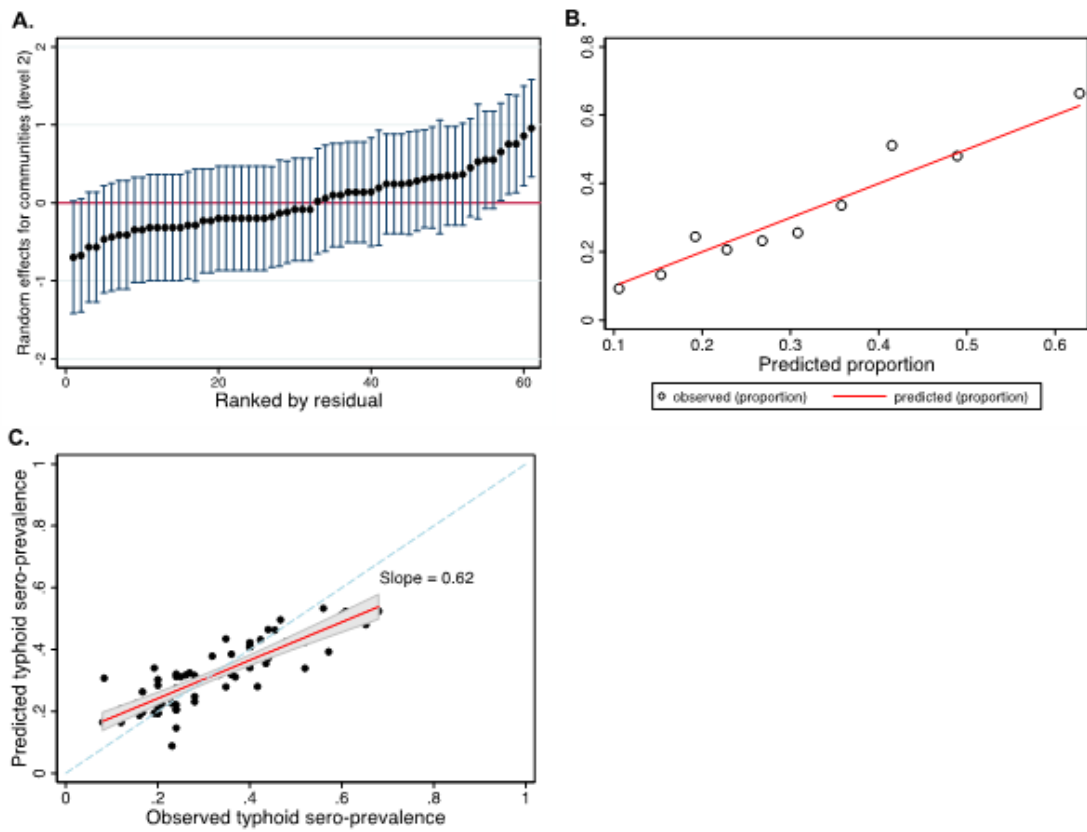 A.
Random effects for communities (level 2)
2
1
0
-1
-2
0
20
40
60
Ranked by residual
B.
0.8
0.6
0.4
0.2
0
0.1
0.2
0.3
0.4
0.5
0.6
Predicted proportion
observed (proportion)
predicted (proportion)
C.
Predicted typhoid sero-prevalence
1
.8
.6
.4
.2
0
Slope = 0.62
0
.2
.4
.6
.8
1
Observed typhoid sero-prevalence